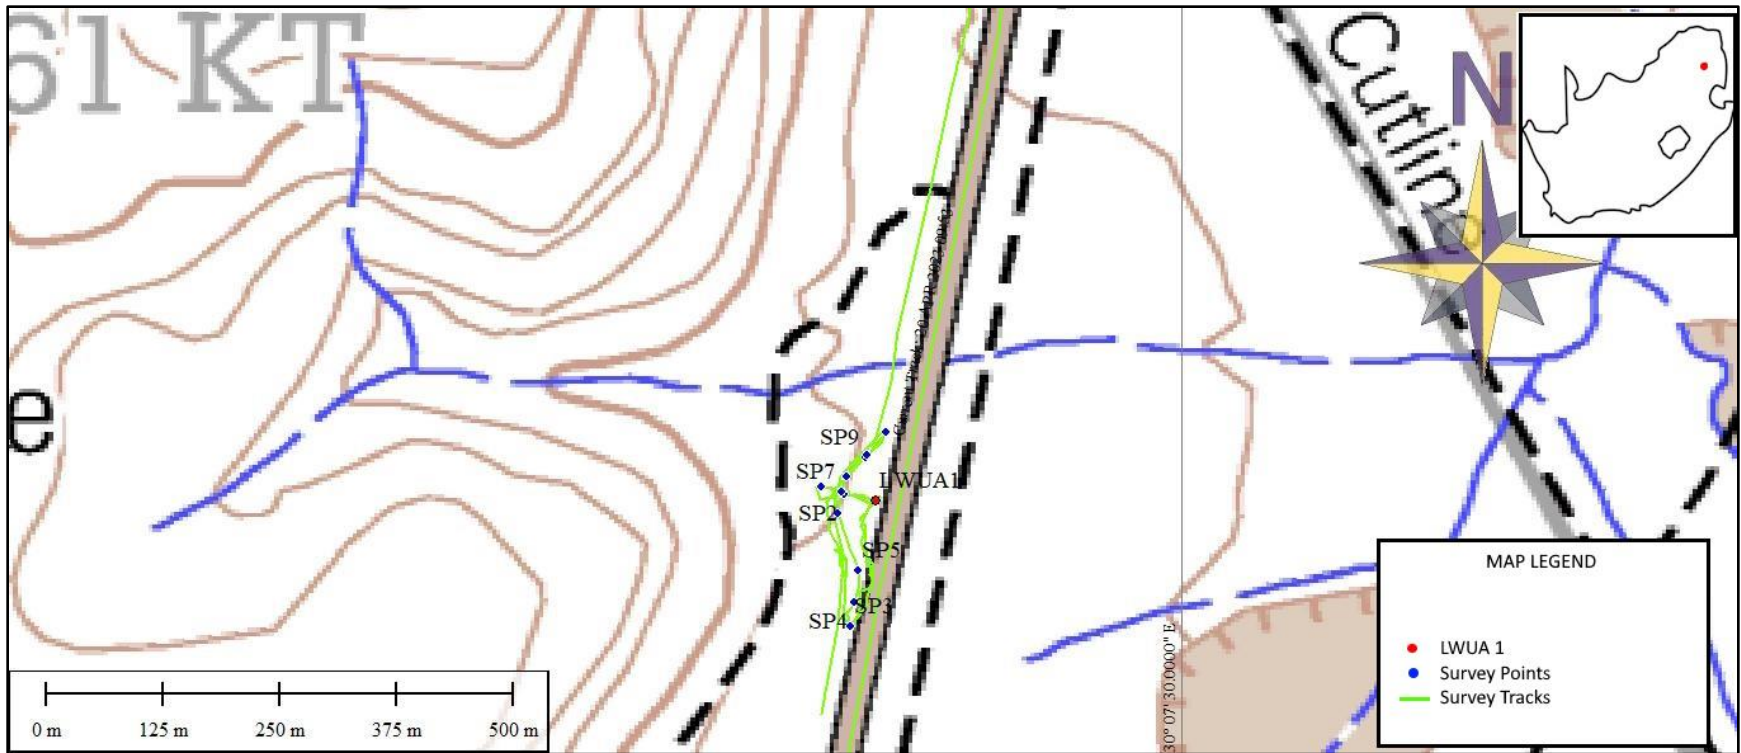 61 KT
Cutline
N
e
SP9
SP7
LWUA1
SP2
SP5
SP3
SP4
30° 07' 30.0000" E
0 m 125 m 250 m 375 m 500 m
MAP LEGEND
LWUA 1
Survey Points
Survey Tracks